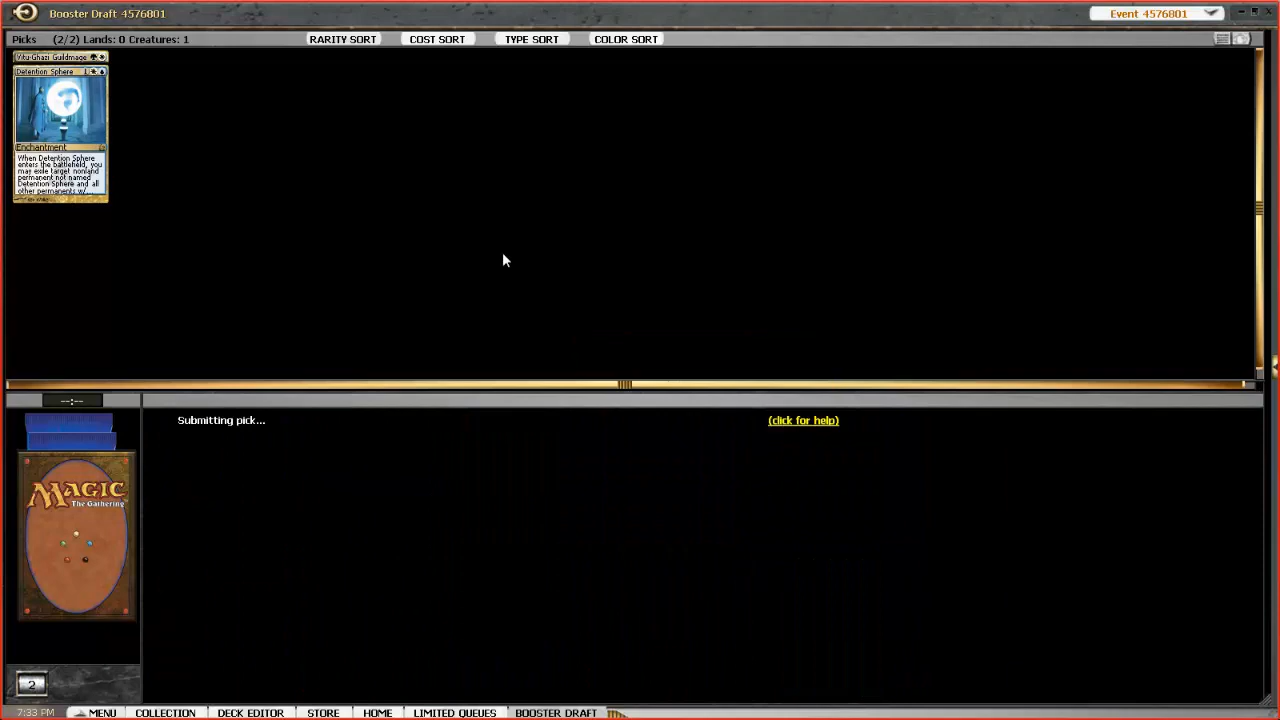 Booster Draft 4576801
Event 4576801
Picks (2/2) Lands: 0 Creatures: 1
RARITY SORT
COST SORT
TYPE SORT
COLOR SORT
Vitu-Ghazi Guildmage
Detention Sphere 1
Enchantment
When Detention Sphere
enters the battlefield, you
may exile target nonland
permanent not named
Detention Sphere and all
other permanents w/...
--:--
Submitting pick...
(click for help)
MAGIC
The Gathering
2
7:33 PM
MENU
COLLECTION
DECK EDITOR
STORE
HOME
LIMITED QUEUES
BOOSTER DRAFT